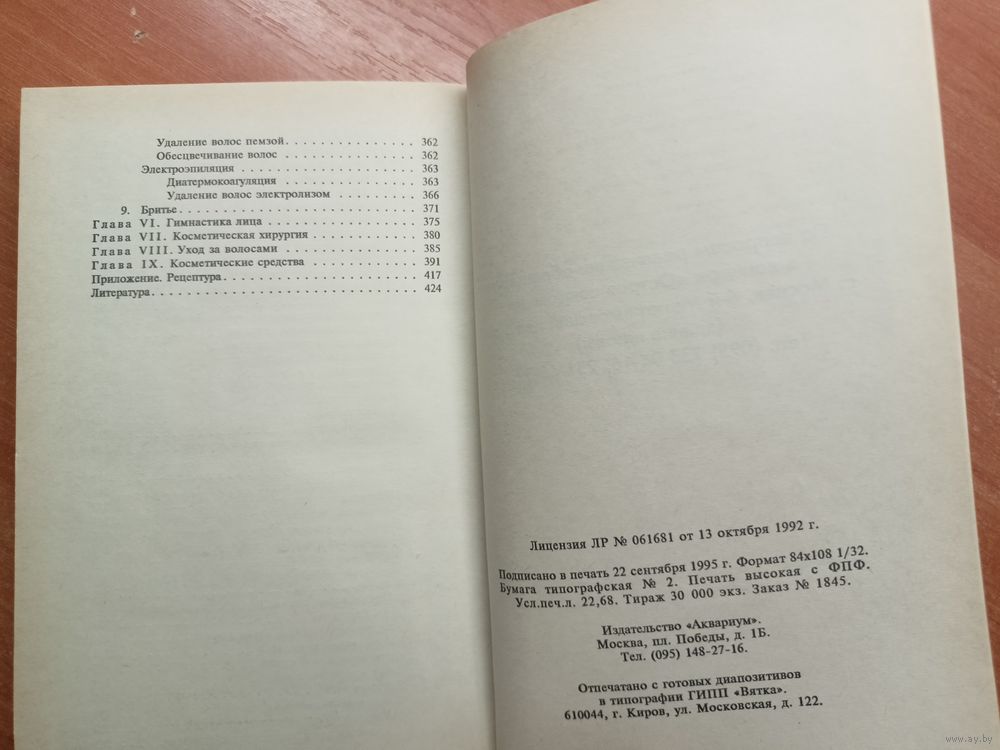 Удаление волос пемзой. . . . . . . . . . . . . . . 362
Обесцвечивание волос . . . . . . . . . . . . . . . 362
Электроэпиляция . . . . . . . . . . . . . . . . . . . . 363
Диатермокоагуляция . . . . . . . . . . . . . . . 363
Удаление волос электролизом . . . . . . . . . 366
9. Бритье. . . . . . . . . . . . . . . . . . . . . . . . . . . 371
Глава VI. Гимнастика лица . . . . . . . . . . . . . . . . . 375
Глава VII. Косметическая хирургия . . . . . . . . . . . . . 380
Глава VIII. Уход за волосами . . . . . . . . . . . . . . . 385
Глава IX. Косметические средства . . . . . . . . . . . . . 391
Приложение. Рецептура. . . . . . . . . . . . . . . . . . . . . 417
Литература. . . . . . . . . . . . . . . . . . . . . . . . . . . . 424
Лицензия ЛР № 061681 от 13 октября 1992 г.
Подписано в печать 22 сентября 1995 г. Формат 84x108 1/32.
Бумага типографская № 2. Печать высокая с ФПФ.
Усл.печ.л. 22,68. Тираж 30 000 экз. Заказ № 1845.
Издательство «Аквариум».
Москва, пл. Победы, д. 1Б.
Тел. (095) 148-27-16.
Отпечатано с готовых диапозитивов
в типографии ГИПП «Вятка».
610044, г. Киров, ул. Московская, д. 122.
www.ay.by